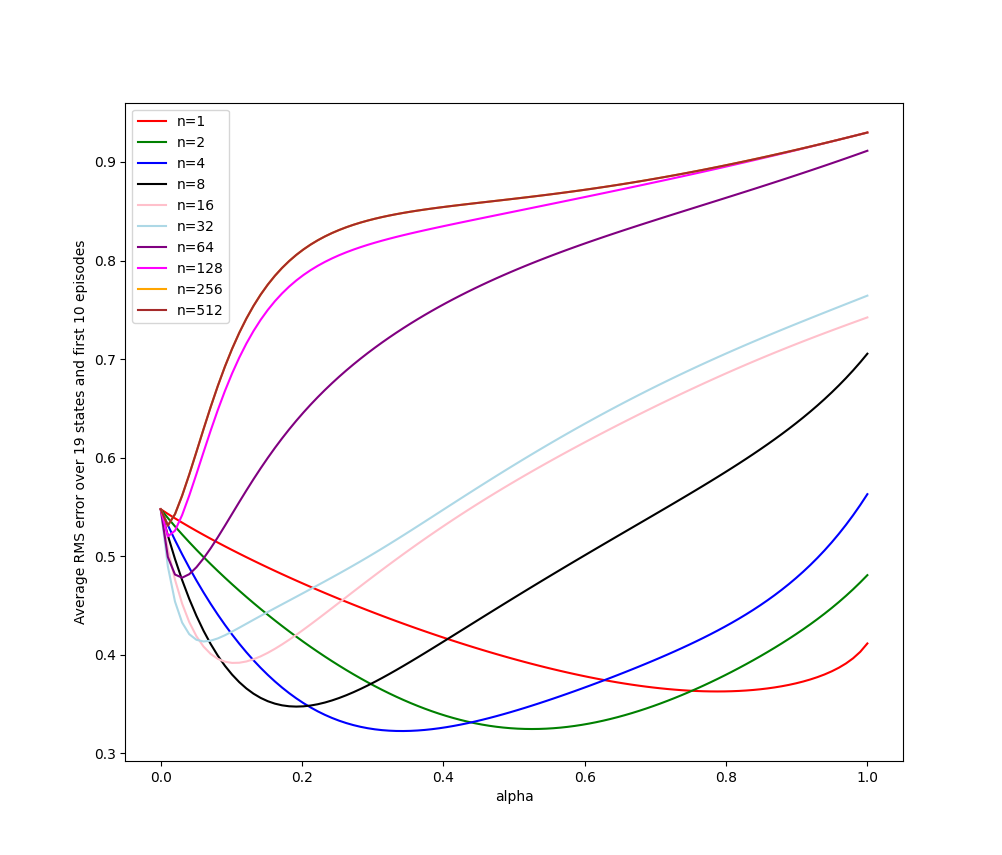 n=1
n=2
n=4
n=8
n=16
n=32
n=64
n=128
n=256
n=512
Average RMS error over 19 states and first 10 episodes
0.9
0.8
0.7
0.6
0.5
0.4
0.3
0.0 0.2 0.4 0.6 0.8 1.0
alpha